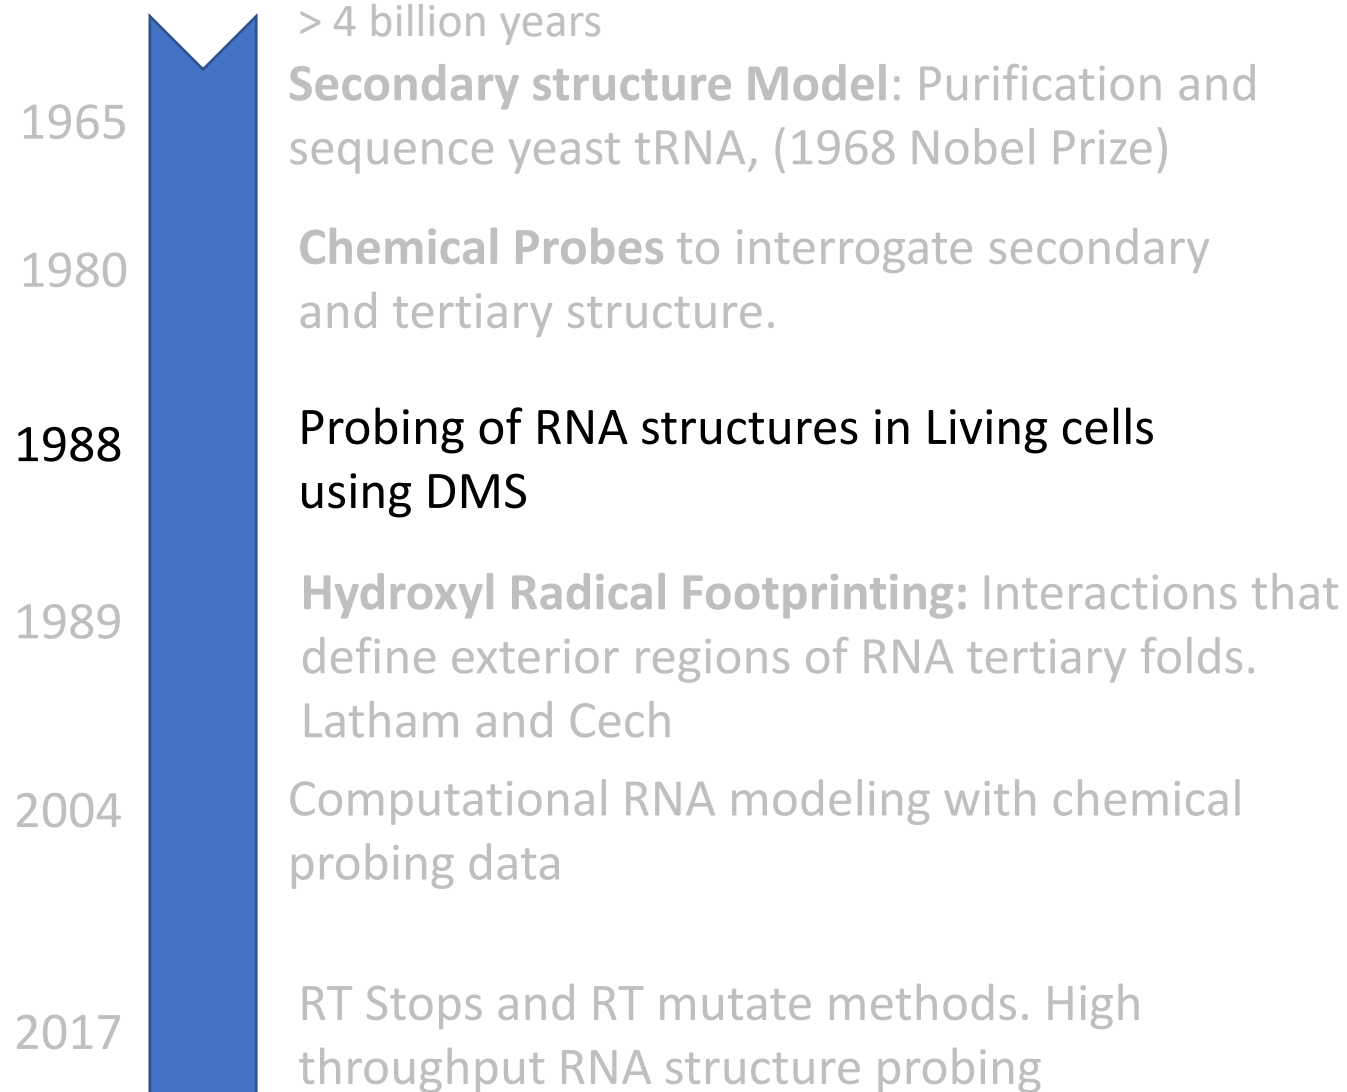 > 4 billion years
1965
Secondary structure Model: Purification and
sequence yeast tRNA, (1968 Nobel Prize)
1980
Chemical Probes to interrogate secondary
and tertiary structure.
1988
Probing of RNA structures in Living cells
using DMS
1989
Hydroxyl Radical Footprinting: Interactions that
define exterior regions of RNA tertiary folds.
Latham and Cech
2004
Computational RNA modeling with chemical
probing data
2017
RT Stops and RT mutate methods. High
throughput RNA structure probing